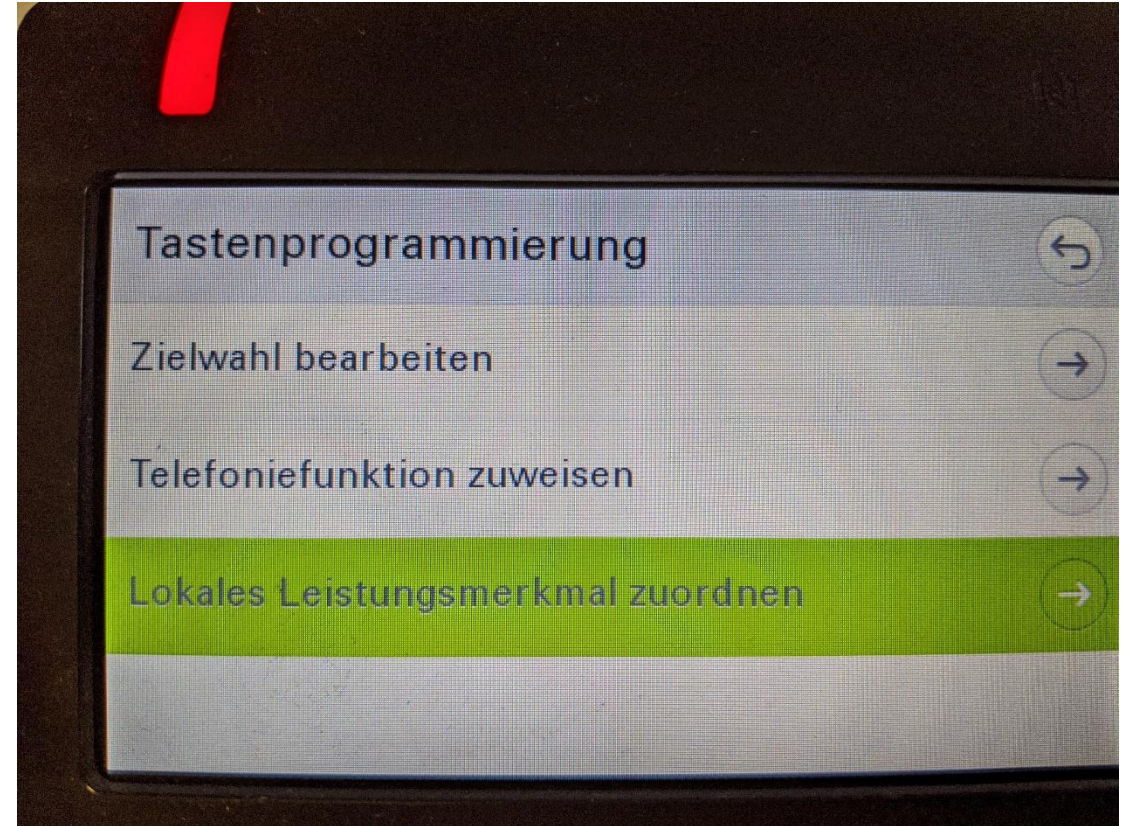 Tastenprogrammierung
Zielwahl bearbeiten
Telefoniefunktion zuweisen
Lokales Leistungsmerkmal zuordnen